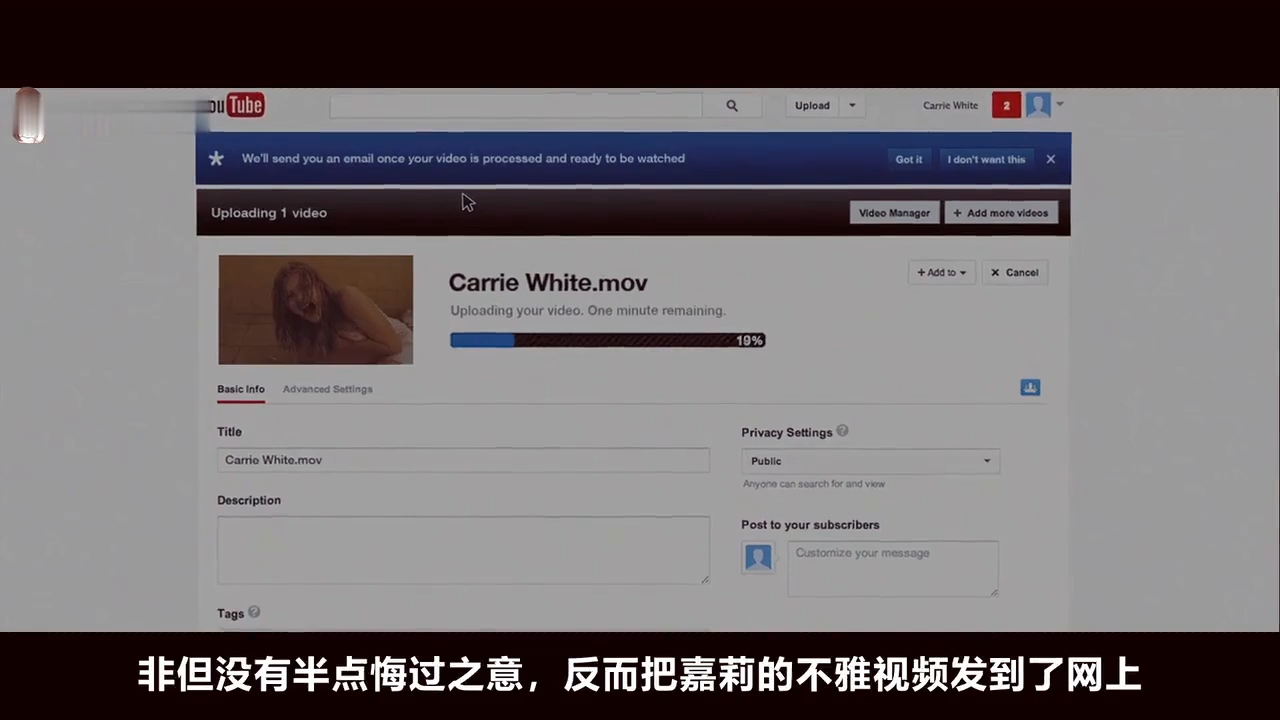 ouTube
Upload
Carrie White
2
We'll send you an email once your video is processed and ready to be watched
Got it
I don't want this
Uploading 1 video
Video Manager
+ Add more videos
Carrie White.mov
+ Add to
× Cancel
Uploading your video. One minute remaining.
19%
Basic Info
Advanced Settings
Title
Privacy Settings
Carrie White.mov
Public
Anyone can search for and view
Description
Post to your subscribers
Customize your message
Tags
非但没有半点悔过之意，反而把嘉莉的不雅视频发到了网上